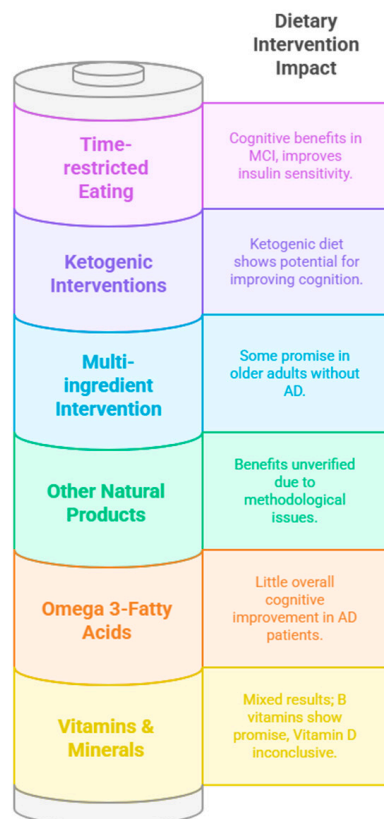 Dietary
Intervention
Impact
Time-
restricted
Eating
Cognitive benefits in
MCI, improves
insulin sensitivity.
Ketogenic
Interventions
Ketogenic diet
shows potential for
improving cognition.
Multi-
ingredient
Intervention
Some promise in
older adults without
AD.
Other Natural
Products
Benefits unverified
due to
methodological
issues.
Omega 3-Fatty
Acids
Little overall
cognitive
improvement in AD
patients.
Vitamins &
Minerals
Mixed results; B
vitamins show
promise, Vitamin D
inconclusive.